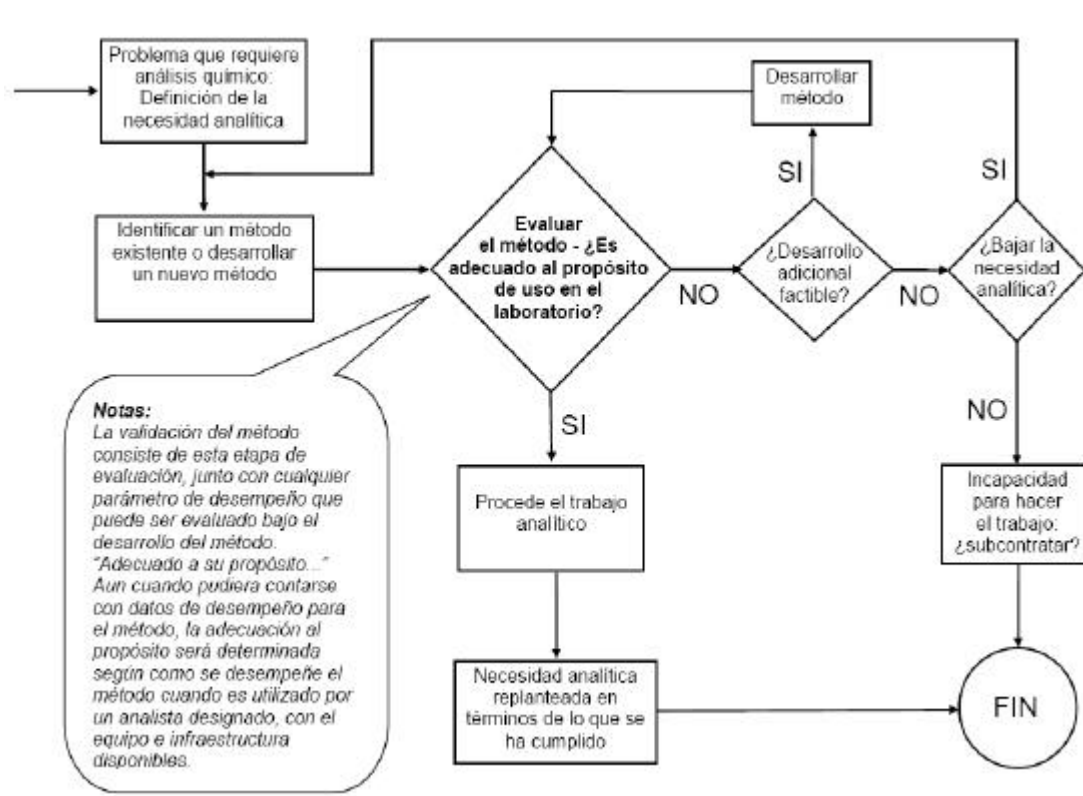 Problema que requiere
análisis químico:
Definición de la
necesidad analítica
Desarrollar
método
SI
SI
Identificar un método
existente o desarrollar
un nuevo método
Evaluar
el método - ¿Es
adecuado al propósito
de uso en el
laboratorio?
NO
¿Desarrollo
adicional
factible?
NO
¿Bajar la
necesidad
analítica?
Notas:
La validación del método
consiste de esta etapa de
evaluación, junto con cualquier
parámetro de desempeño que
puede ser evaluado bajo el
desarrollo del método.
"Adecuado a su propósito..."
Aun cuando pudiera contarse
con datos de desempeño para
el método, la adecuación al
propósito será determinada
según como se desempeñe el
método cuando es utilizado por
un analista designado, con el
equipo e infraestructura
disponibles.
SI
NO
Procede el trabajo
analítico
Incapacidad
para hacer
el trabajo:
¿subcontratar?
Necesidad analítica
replanteada en
términos de lo que se
ha cumplido
FIN